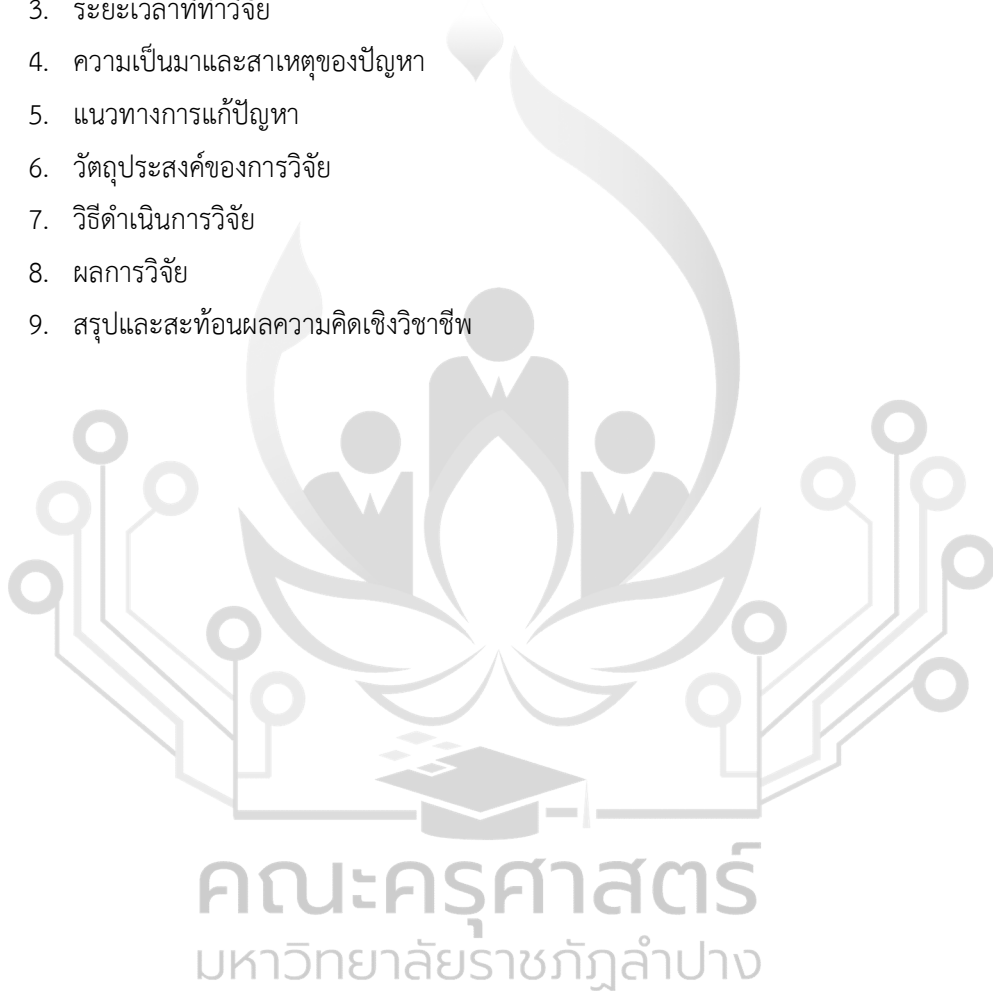 3. ระยะเวลาที่ทำวิจัย
4. ความเป็นมาและสาเหตุของปัญหา
5. แนวทางการแก้ปัญหา
6. วัตถุประสงค์ของการวิจัย
7. วิธีดำเนินการวิจัย
8. ผลการวิจัย
9. สรุปและสะท้อนผลความคิดเชิงวิชาชีพ
คณะครุศาสตร์
มหาวิทยาลัยราชภัฏลำปาง